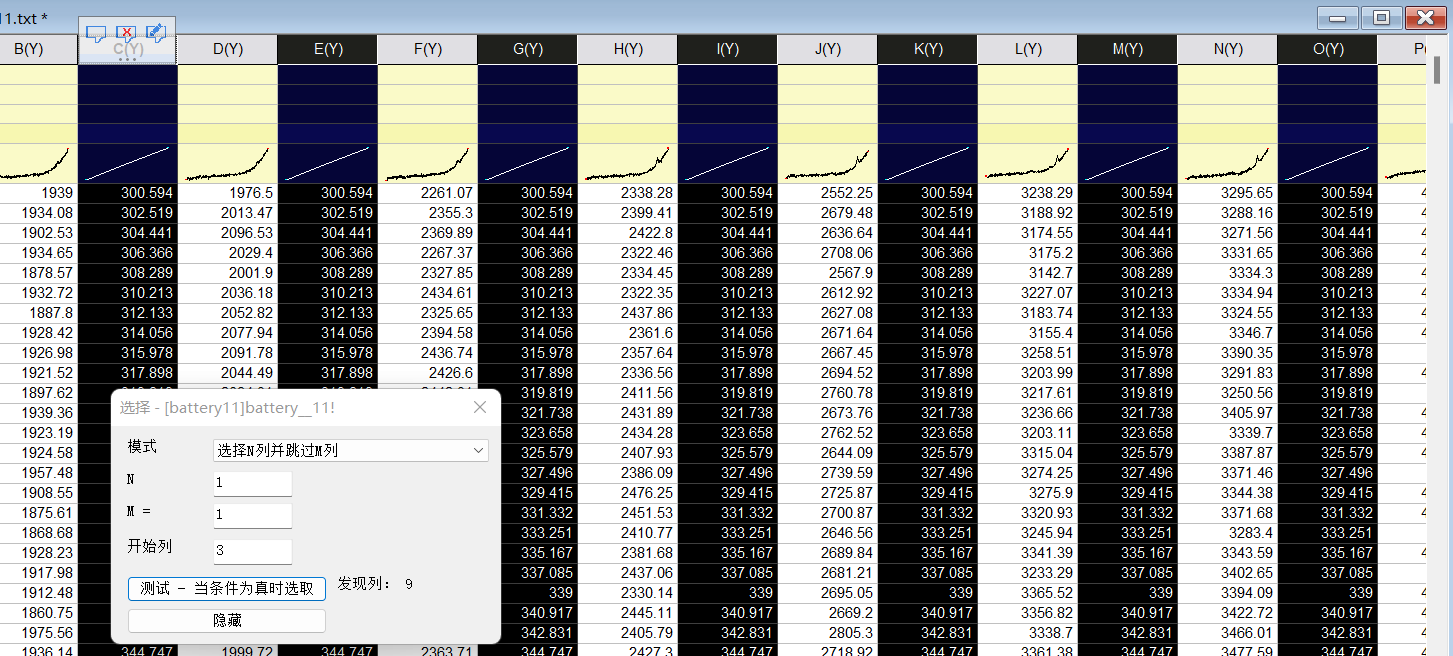 11.txt *
B(Y) C(Y) D(Y) E(Y) F(Y) G(Y) H(Y) I(Y) J(Y) K(Y) L(Y) M(Y) N(Y) O(Y)
1939 300.594 1976.5 300.594 2261.07 300.594 2338.28 300.594 2552.25 300.594 3238.29 300.594 3295.65 300.594
1934.08 302.519 2013.47 302.519 2355.3 302.519 2399.41 302.519 2679.48 302.519 3188.92 302.519 3288.16 302.519
1902.53 304.441 2096.53 304.441 2369.89 304.441 2422.8 304.441 2636.64 304.441 3174.55 304.441 3271.56 304.441
1934.65 306.366 2029.4 306.366 2267.37 306.366 2322.46 306.366 2708.06 306.366 3175.2 306.366 3331.65 306.366
1878.57 308.289 2001.9 308.289 2327.85 308.289 2334.45 308.289 2567.9 308.289 3142.7 308.289 3334.3 308.289
1932.72 310.213 2036.18 310.213 2434.61 310.213 2322.35 310.213 2612.92 310.213 3227.07 310.213 3334.94 310.213
1887.8 312.133 2052.82 312.133 2325.65 312.133 2437.86 312.133 2627.08 312.133 3183.74 312.133 3324.55 312.133
1928.42 314.056 2077.94 314.056 2394.58 314.056 2361.6 314.056 2671.64 314.056 3155.4 314.056 3346.7 314.056
1926.98 315.978 2091.78 315.978 2436.74 315.978 2357.64 315.978 2667.45 315.978 3258.51 315.978 3390.35 315.978
1921.52 317.898 2044.49 317.898 2426.6 317.898 2336.56 317.898 2694.52 317.898 3203.99 317.898 3291.83 317.898
1897.62 319.819 2411.56 319.819 2760.78 319.819 3217.61 319.819 3250.56 319.819
1939.36 321.738 2431.89 321.738 2673.76 321.738 3236.66 321.738 3405.97 321.738
1923.19 323.658 2434.28 323.658 2762.52 323.658 3203.11 323.658 3339.7 323.658
1924.58 325.579 2407.93 325.579 2644.09 325.579 3315.04 325.579 3387.87 325.579
1957.48 327.496 2386.09 327.496 2739.59 327.496 3274.25 327.496 3371.46 327.496
1908.55 329.415 2476.25 329.415 2725.87 329.415 3275.9 329.415 3344.38 329.415
1875.61 331.332 2451.53 331.332 2700.87 331.332 3320.93 331.332 3371.68 331.332
1868.68 333.251 2410.77 333.251 2646.56 333.251 3245.94 333.251 3283.4 333.251
1928.23 335.167 2381.68 335.167 2689.84 335.167 3341.39 335.167 3343.59 335.167
1917.98 337.085 2437.06 337.085 2681.21 337.085 3233.29 337.085 3402.65 337.085
1912.48 339 2330.14 339 2695.05 339 3365.52 339 3394.09 339
1860.75 340.917 2445.11 340.917 2669.2 340.917 3356.82 340.917 3422.72 340.917
1975.56 342.831 2405.79 342.831 2805.3 342.831 3338.7 342.831 3466.01 342.831
1936.14 344.747 1999.72 344.747 2363.71 344.747 2427.3 344.747 2718.92 344.747 3361.38 344.747 3477.59 344.747
选择 - [battery11]battery__11!
模式 选择N列并跳过M列
N 1
M = 1
开始列 3
测试 - 当条件为真时选取 发现列: 9
隐藏